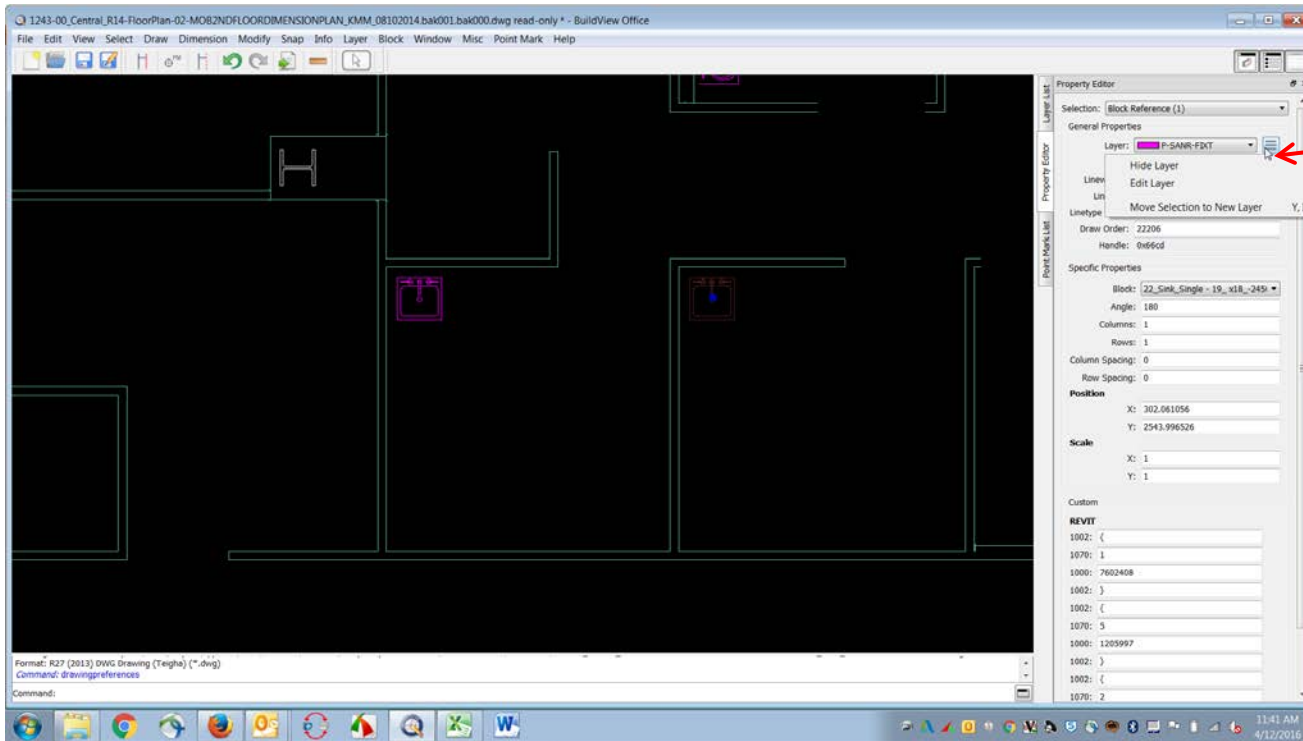 1243-00_Central_R14-FloorPlan-02-MOB2NDFLOORDIMENSIONPLAN_KMM_08102014.bak001.bak000.dwg read-only * - BuildView Office
File Edit View Select Draw Dimension Modify Snap Info Layer Block Window Misc Point Mark Help
Layer List
Property Editor
Point Mark List
Property Editor
Selection: Block Reference (1)
General Properties
Layer: P-SANR-FIXT
Hide Layer
Linew
Edit Layer
Lin
Move Selection to New Layer Y,
Linetype
Draw Order: 22206
Handle: 0x66cd
Specific Properties
Block: 22_Sink_Single - 19_ x18_-245
Angle: 180
Columns: 1
Rows: 1
Column Spacing: 0
Row Spacing: 0
Position
X: 302.061056
Y: 2543.996526
Scale
X: 1
Y: 1
Custom
REVIT
1002: {
1070: 1
1000: 7602408
1002: }
1002: {
1070: 5
1000: 1205997
1002: }
1002: {
1070: 2
Format: R27 (2013) DWG Drawing (Teigha) (*.dwg)
Command: drawingpreferences
Command:
11:41 AM
4/12/2016